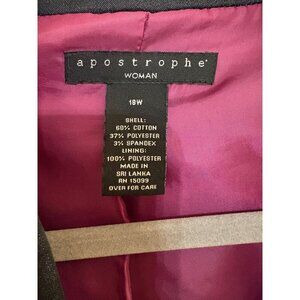 apostrophe®
WOMAN
18W
SHELL:
60% COTTON
37% POLYESTER
3% SPANDEX
LINING:
100% POLYESTER
MADE IN
SRI LANKA
RN 15099
OVER FOR CARE